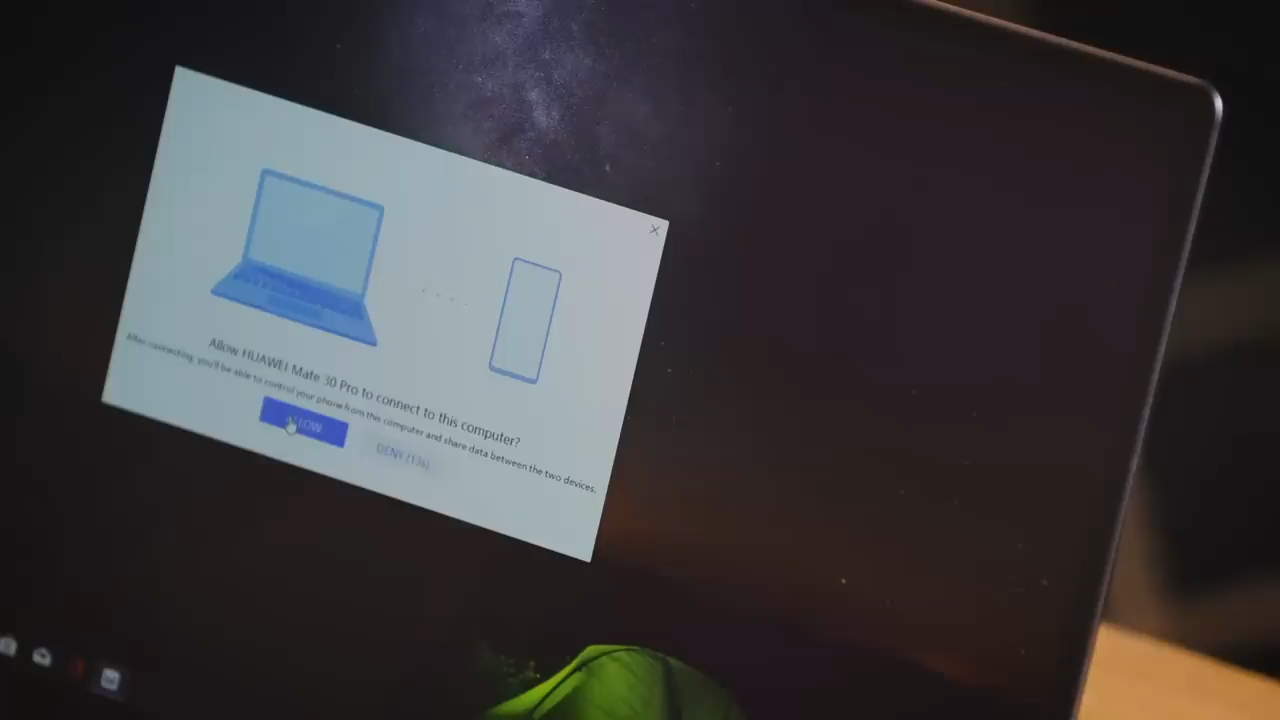 Allow HUAWEI Mate 30 Pro to connect to this computer?
After connecting, you'll be able to control your phone from this computer and share data between the two devices.
ALLOW
DENY (13s)